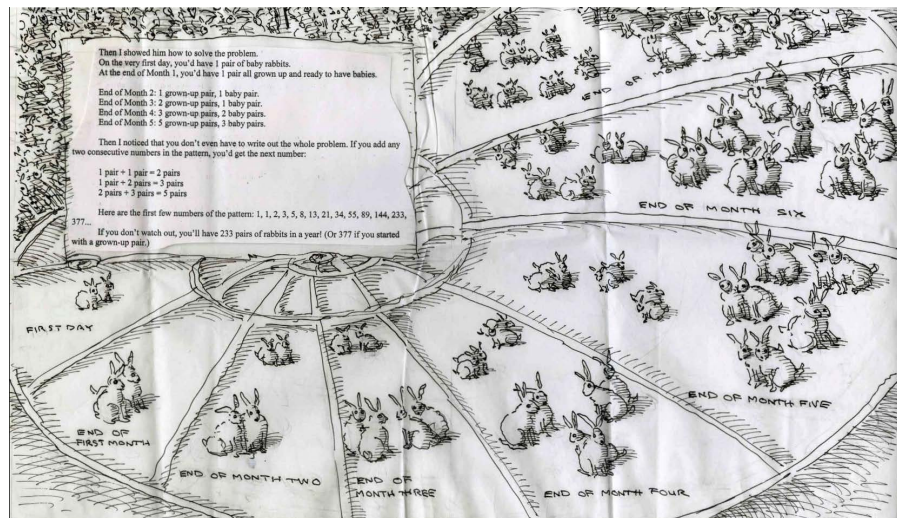 Then I showed him how to solve the problem.
On the very first day, you'd have 1 pair of baby rabbits.
At the end of Month 1, you'd have 1 pair all grown up and ready to have babies.
End of Month 2: 1 grown-up pair, 1 baby pair.
End of Month 3: 2 grown-up pairs, 1 baby pair.
End of Month 4: 3 grown-up pairs, 2 baby pairs.
End of Month 5: 5 grown-up pairs, 3 baby pairs.
Then I noticed that you don't even have to write out the whole problem. If you add any
two consecutive numbers in the pattern, you'd get the next number:
1 pair + 1 pair = 2 pairs
1 pair + 2 pairs = 3 pairs
2 pairs + 3 pairs = 5 pairs
Here are the first few numbers of the pattern: 1, 1, 2, 3, 5, 8, 13, 21, 34, 55, 89, 144, 233,
377...
If you don't watch out, you'll have 233 pairs of rabbits in a year! (Or 377 if you started
with a grown-up pair.)
FIRST DAY
END OF
FIRST MONTH
END OF MONTH TWO
END OF
MONTH THREE
END OF MONTH FOUR
END OF MONTH FIVE
END OF MONTH SIX
END OF